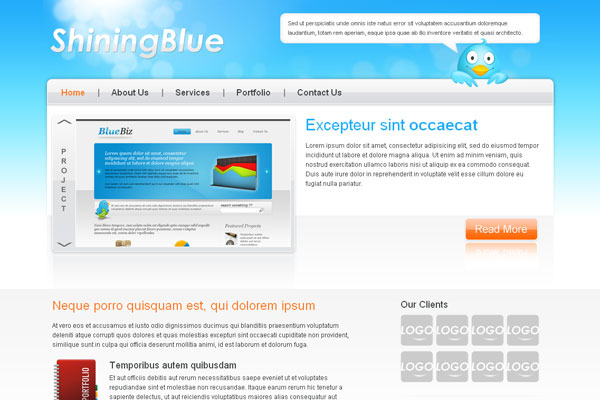 ShiningBlue
Sed ut perspiciatis unde omnis iste natus error sit voluptatem accusantium doloremque
laudantium, totam rem aperiam, eaque ipsa quae ab illo inventore veritatis et quasi architecto.
Home | About Us | Services | Portfolio | Contact Us
PROJECT
BlueBiz
Excepteur sint occaecat
Lorem ipsum dolor sit amet, consectetur adipisicing elit, sed do eiusmod tempor
incididunt ut labore et dolore magna aliqua. Ut enim ad minim veniam, quis
nostrud exercitation ullamco laboris nisi ut aliquip ex ea commodo consequat.
Duis aute irure dolor in reprehenderit in voluptate velit esse cillum dolore eu
fugiat nulla pariatur.
Featured Projects
Read More
Neque porro quisquam est, qui dolorem ipsum
At vero eos et accusamus et iusto odio dignissimos ducimus qui blanditiis praesentium voluptatum
deleniti atque corrupti quos dolores et quas molestias excepturi sint occaecati cupiditate non provident,
similique sunt in culpa qui officia deserunt mollitia animi, id est laborum et dolorum fuga.
PORTFOLIO
Temporibus autem quibusdam
Et aut officiis debitis aut rerum necessitatibus saepe eveniet ut et voluptates
repudiandae sint et molestiae non recusandae. Itaque earum rerum hic tenetur a
sapiente delectus, ut aut reiciendis voluptatibus maiores alias consequatur aut
Our Clients
LOGO LOGO LOGO LOGO
LOGO LOGO LOGO LOGO